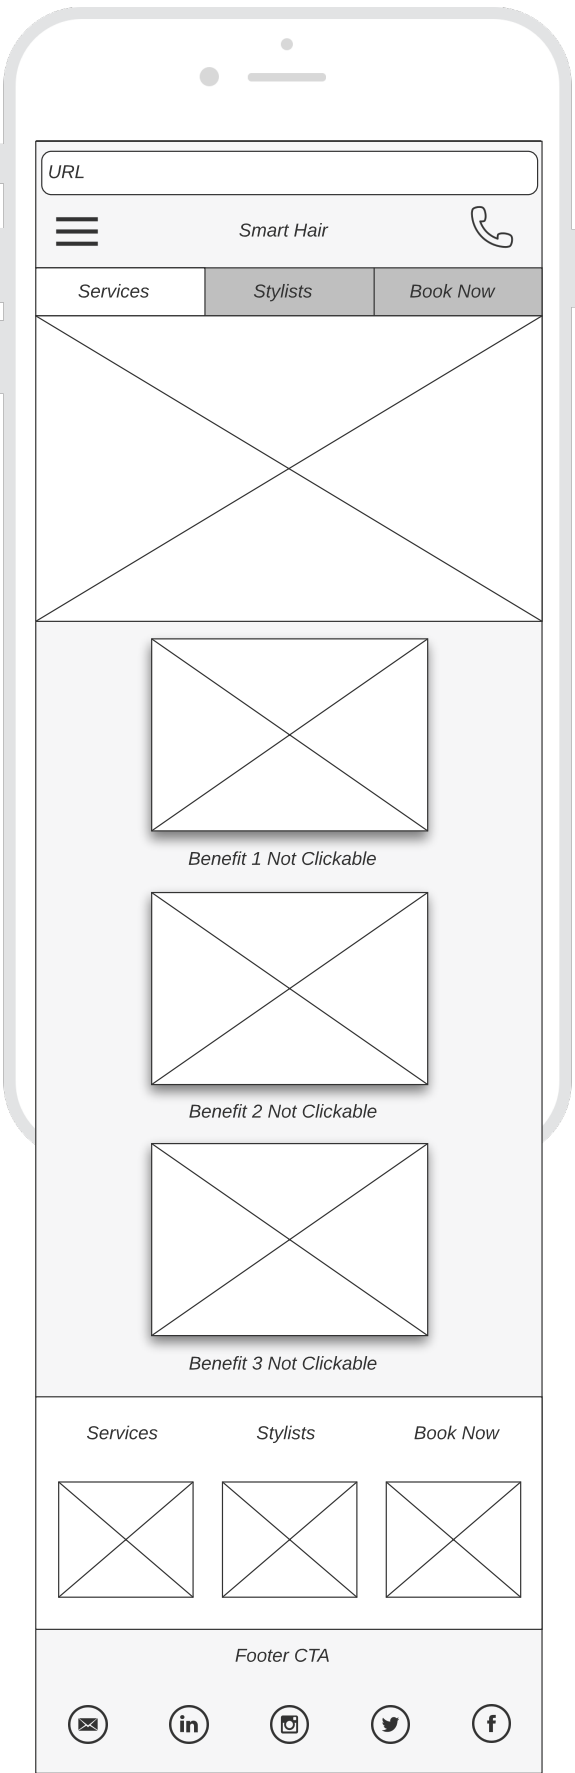 URL
Smart Hair
Services Stylists Book Now
Benefit 1 Not Clickable
Benefit 2 Not Clickable
Benefit 3 Not Clickable
Services Stylists Book Now
Footer CTA